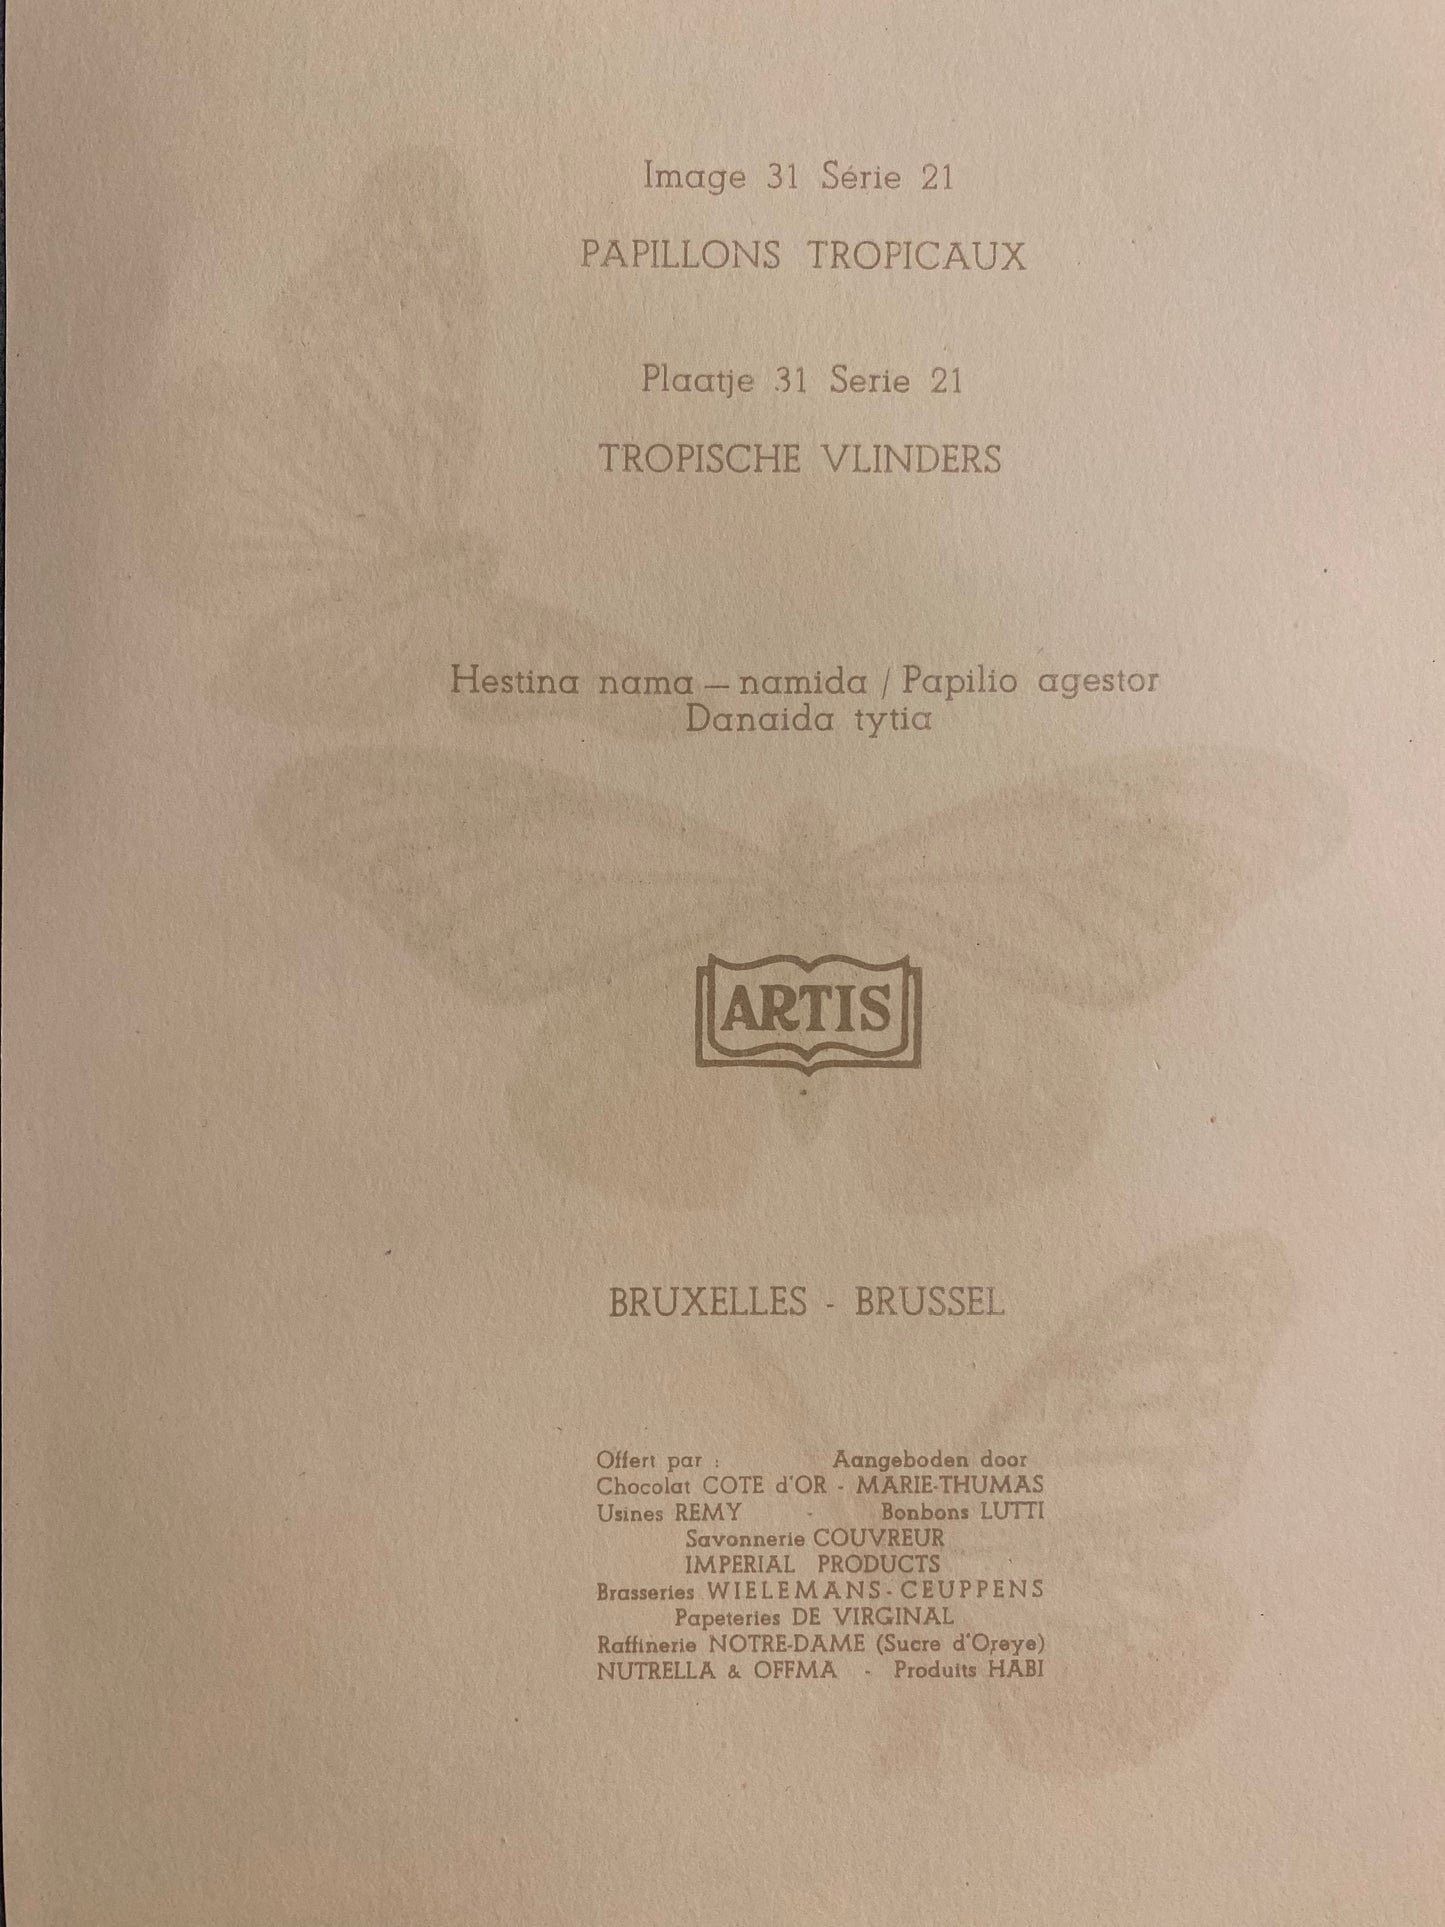 Image 31 Série 21
PAPILLONS TROPICAUX
Plaatje 31 Serie 21
TROPISCHE VLINDERS
Hestina nama — namida / Papilio agestor
Danaida tytia
ARTIS
BRUXELLES - BRUSSEL
Offert par : Aangeboden door
Chocolat COTE d'OR - MARIE-THUMAS
Usines REMY - Bonbons LUTTI
Savonnerie COUVREUR
IMPERIAL PRODUCTS
Brasseries WIELEMANS-CEUPPENS
Papeteries DE VIRGINAL
Raffinerie NOTRE-DAME (Sucre d'Oreye)
NUTRELLA & OFFMA - Produits HABI